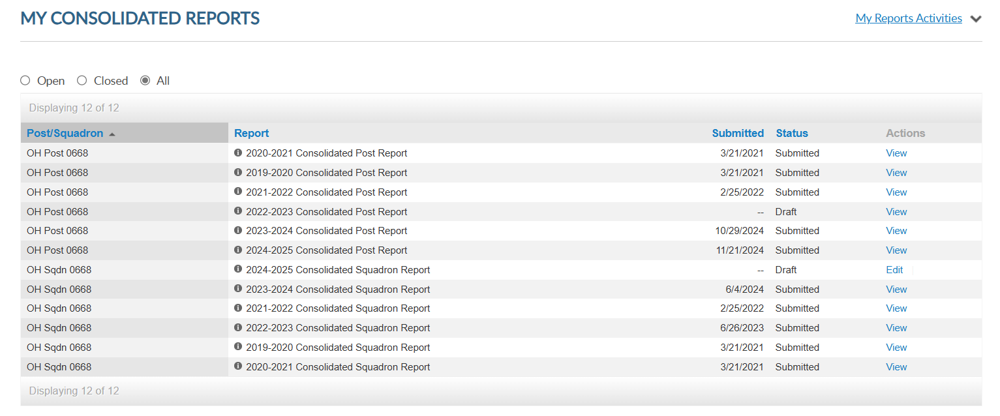 MY CONSOLIDATED REPORTS My Reports Activities
Open Closed All
Displaying 12 of 12
Post/Squadron Report Submitted Status Actions
OH Post 0668 2020-2021 Consolidated Post Report 3/21/2021 Submitted View
OH Post 0668 2019-2020 Consolidated Post Report 3/21/2021 Submitted View
OH Post 0668 2021-2022 Consolidated Post Report 2/25/2022 Submitted View
OH Post 0668 2022-2023 Consolidated Post Report -- Draft View
OH Post 0668 2023-2024 Consolidated Post Report 10/29/2024 Submitted View
OH Post 0668 2024-2025 Consolidated Post Report 11/21/2024 Submitted View
OH Sqdn 0668 2024-2025 Consolidated Squadron Report -- Draft Edit
OH Sqdn 0668 2023-2024 Consolidated Squadron Report 6/4/2024 Submitted View
OH Sqdn 0668 2021-2022 Consolidated Squadron Report 2/25/2022 Submitted View
OH Sqdn 0668 2022-2023 Consolidated Squadron Report 6/26/2023 Submitted View
OH Sqdn 0668 2019-2020 Consolidated Squadron Report 3/21/2021 Submitted View
OH Sqdn 0668 2020-2021 Consolidated Squadron Report 3/21/2021 Submitted View
Displaying 12 of 12